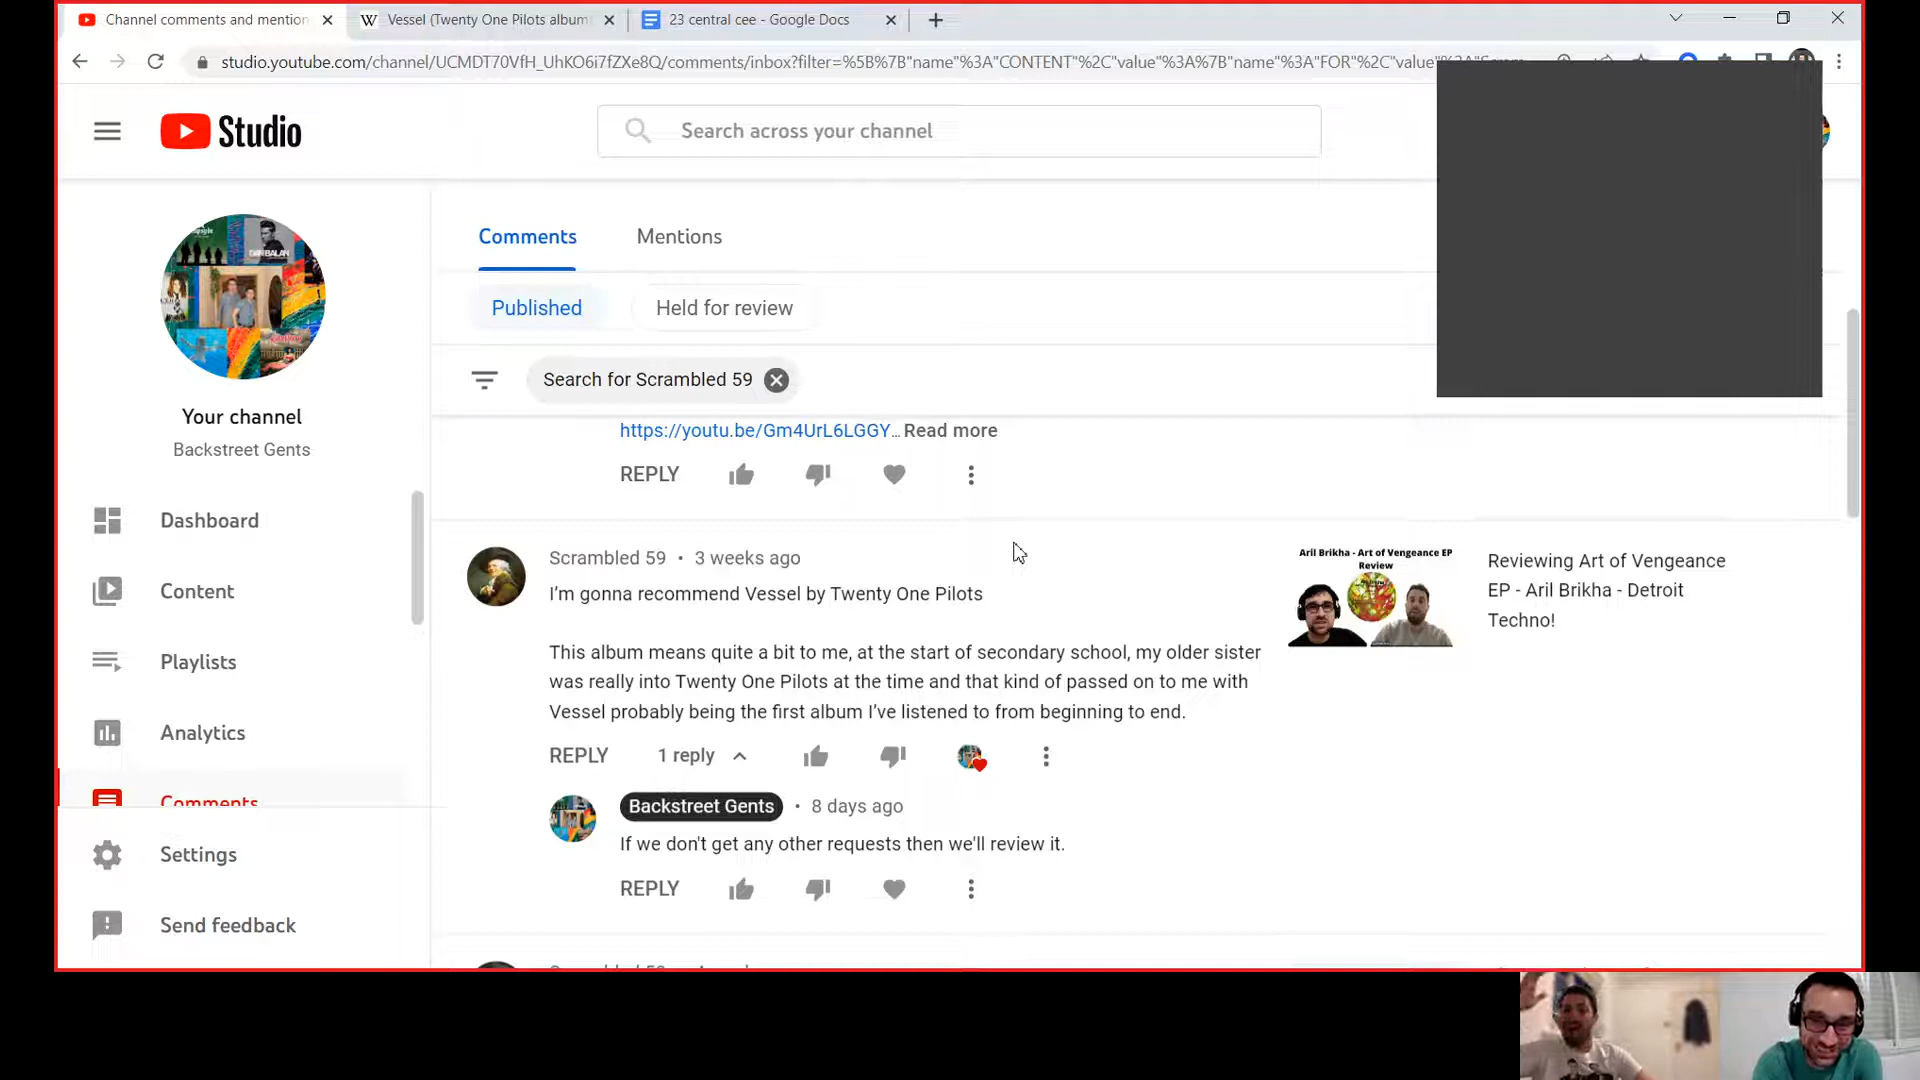 Channel comments and mention
Vessel (Twenty One Pilots album
23 central cee - Google Docs
studio.youtube.com/channel/UCMDT70VfH_UhKO6i7fZXe8Q/comments/inbox?filter=%5B%7B"name"%3A"CONTENT"%2C"value"%3A%7B"name"%3A"FOR"%2C"value"
Studio
Search across your channel
Comments
Mentions
Published
Held for review
Search for Scrambled 59
Your channel
Backstreet Gents
Dashboard
Content
Playlists
Analytics
Comments
Settings
Send feedback
https://youtu.be/Gm4UrL6LGGY... Read more
REPLY
Scrambled 59 • 3 weeks ago
I'm gonna recommend Vessel by Twenty One Pilots
This album means quite a bit to me, at the start of secondary school, my older sister
was really into Twenty One Pilots at the time and that kind of passed on to me with
Vessel probably being the first album I've listened to from beginning to end.
REPLY 1 reply
Backstreet Gents • 8 days ago
If we don't get any other requests then we'll review it.
REPLY
Aril Brikha - Art of Vengeance EP
Review
Reviewing Art of Vengeance
EP - Aril Brikha - Detroit
Techno!
DAN BALAN